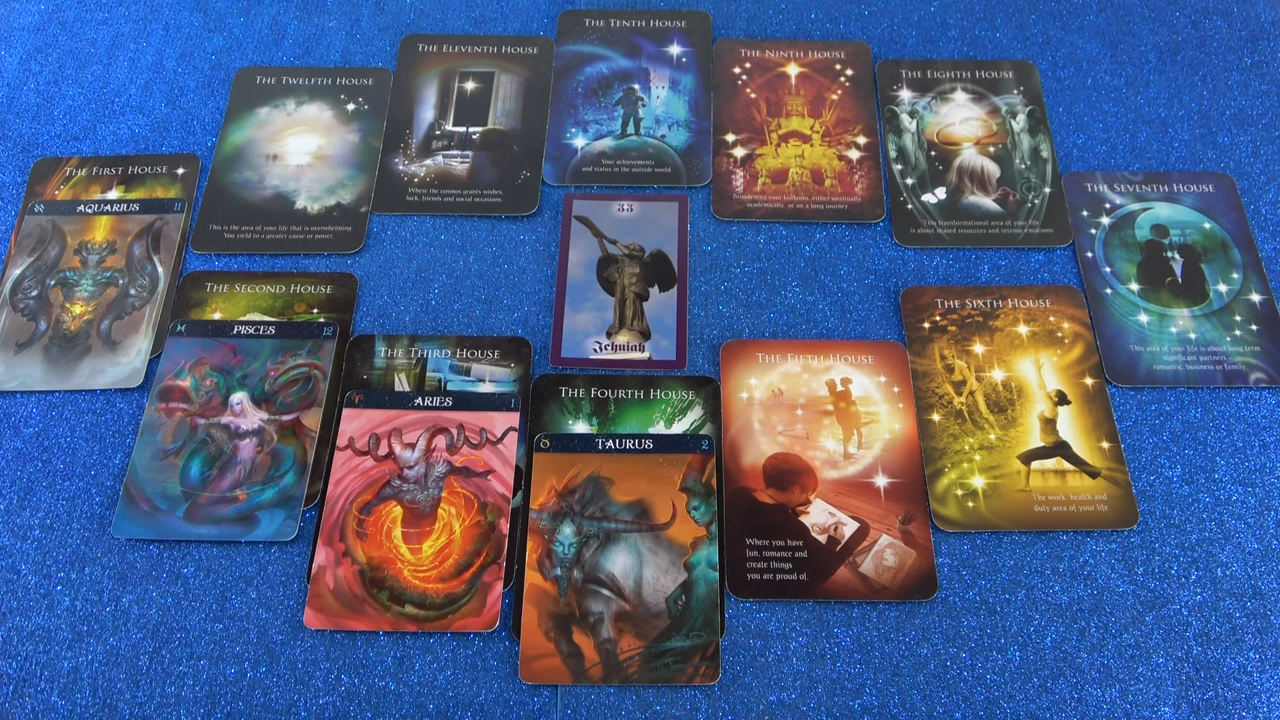 THE TENTH HOUSE
Your achievements
and status in the outside world.
THE ELEVENTH HOUSE
Where the cosmos grants wishes,
luck, friends and social occasions.
THE NINTH HOUSE
Broadening your horizons, either spiritually
academically, or on a long journey.
THE TWELFTH HOUSE
This is the area of your life that is overwhelming.
You yield to a greater cause or power.
THE EIGHTH HOUSE
This transformational area of your life
is about shared resources and intense emotions.
THE FIRST HOUSE
AQUARIUS
11
THE SEVENTH HOUSE
This area of your life is about long term
significant partners
romantic, business or family.
33
Jehuiah
THE SECOND HOUSE
PISCES
12
THE THIRD HOUSE
ARIES
1
THE FOURTH HOUSE
TAURUS
2
THE FIFTH HOUSE
Where you have
fun, romance and
create things
you are proud of.
THE SIXTH HOUSE
The work, health and
duty area of your life.